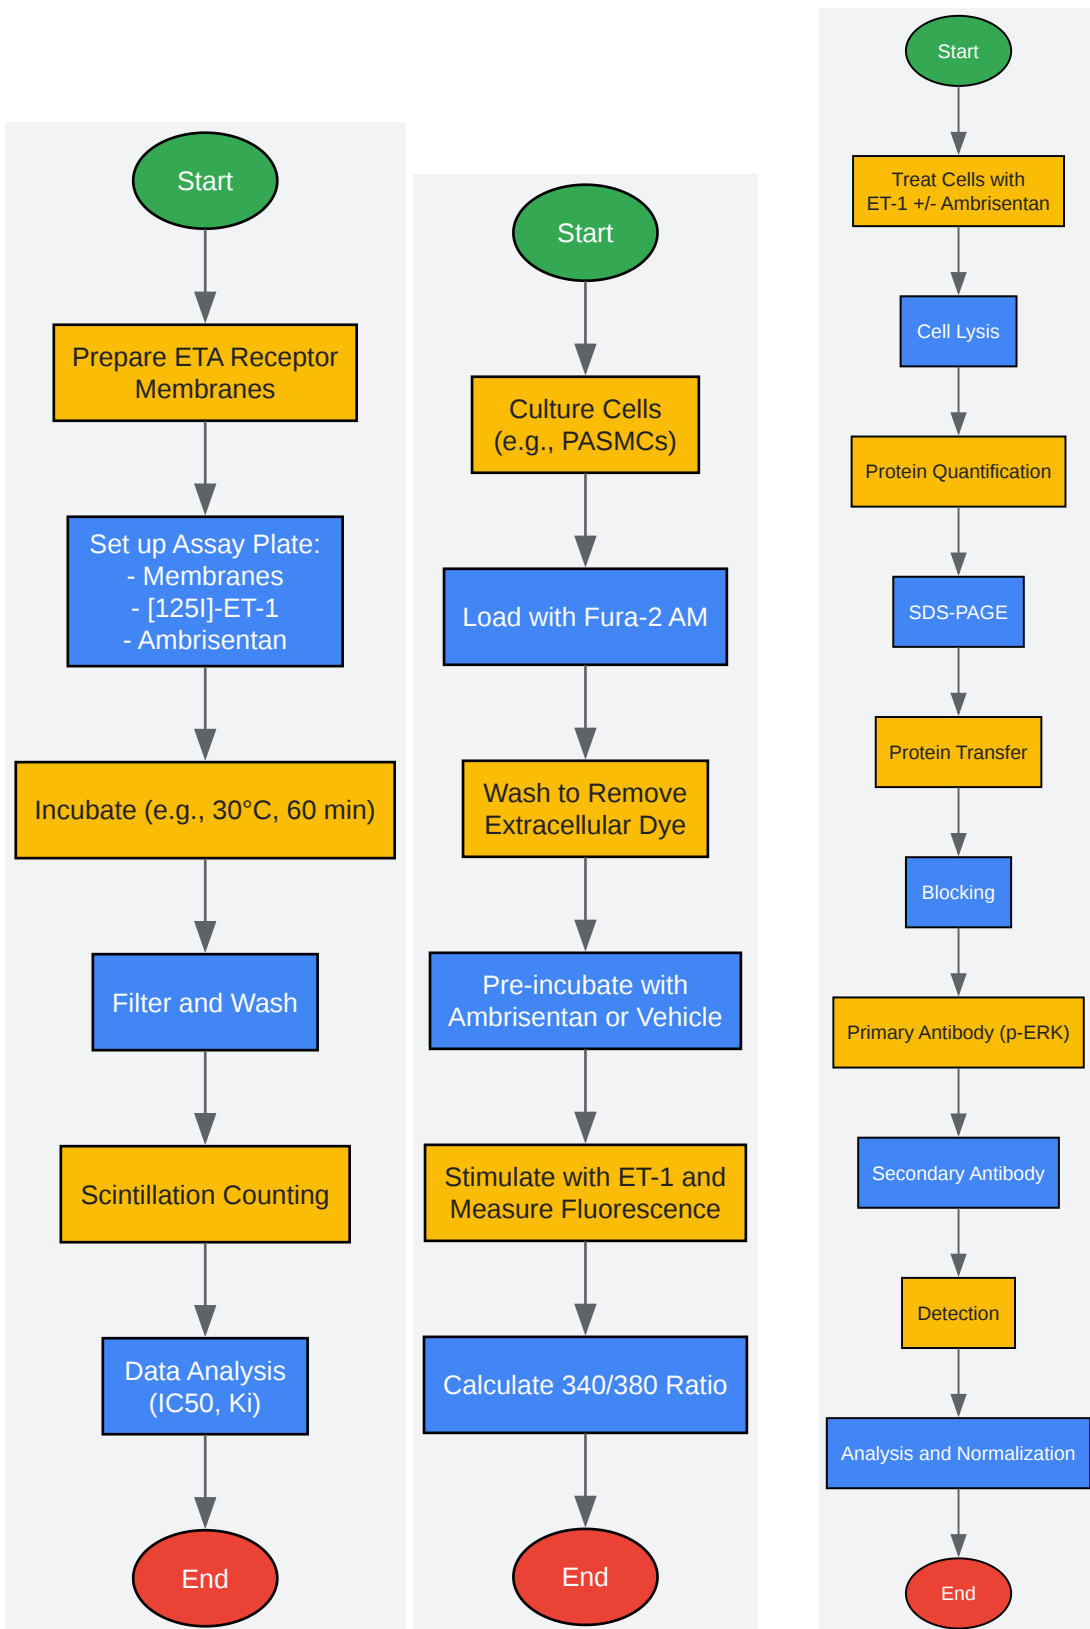 Start
Prepare ETA Receptor
Membranes
Set up Assay Plate:
- Membranes
- [125I]-ET-1
- Ambrisentan
Incubate (e.g., 30°C, 60 min)
Filter and Wash
Scintillation Counting
Data Analysis
(IC50, Ki)
End
Start
Culture Cells
(e.g., PASMCs)
Load with Fura-2 AM
Wash to Remove
Extracellular Dye
Pre-incubate with
Ambrisentan or Vehicle
Stimulate with ET-1 and
Measure Fluorescence
Calculate 340/380 Ratio
End
Start
Treat Cells with
ET-1 +/- Ambrisentan
Cell Lysis
Protein Quantification
SDS-PAGE
Protein Transfer
Blocking
Primary Antibody (p-ERK)
Secondary Antibody
Detection
Analysis and Normalization
End